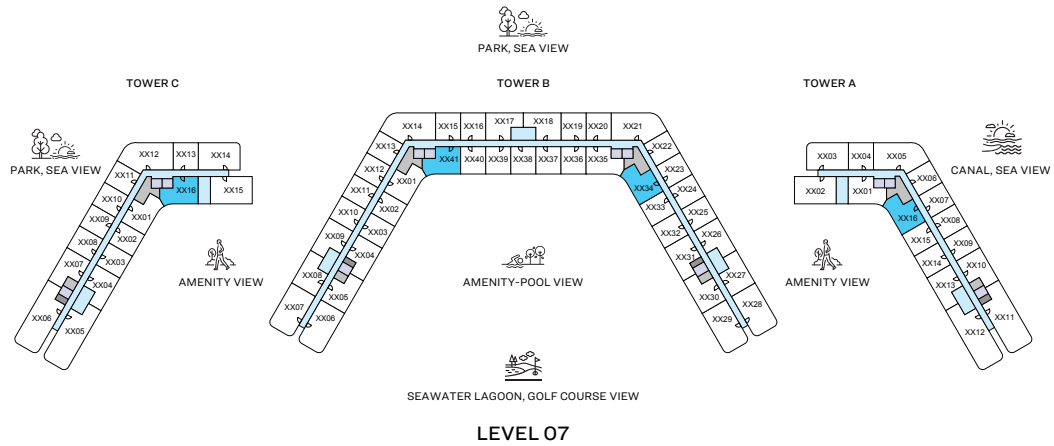 PARK, SEA VIEW
TOWER C
TOWER B
TOWER A
PARK, SEA VIEW
CANAL, SEA VIEW
XX12
XX13
XX14
XX11
XX16
XX15
XX10
XX01
XX09
XX02
XX08
XX03
XX07
XX04
XX06
XX05
AMENITY VIEW
XX14
XX15
XX16
XX17
XX18
XX19
XX20
XX21
XX13
XX41
XX40
XX39
XX38
XX37
XX36
XX35
XX22
XX12
XX01
XX34
XX23
XX11
XX02
XX33
XX24
XX10
XX03
XX32
XX25
XX09
XX04
XX31
XX26
XX08
XX05
XX30
XX27
XX07
XX06
XX29
XX28
AMENITY-POOL VIEW
XX03
XX04
XX05
XX02
XX01
XX06
XX16
XX07
XX15
XX08
XX14
XX09
XX13
XX10
XX12
XX11
AMENITY VIEW
SEAWATER LAGOON, GOLF COURSE VIEW
LEVEL 07